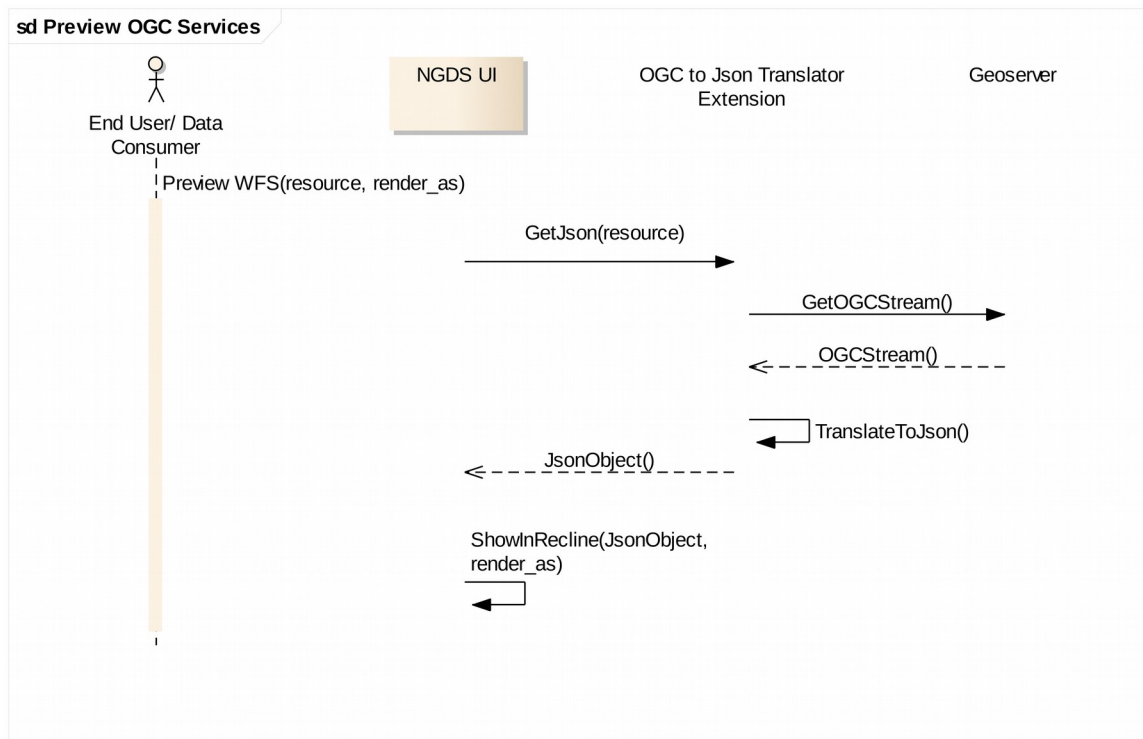 sd Preview OGC Services
NGDS UI
OGC to Json Translator
Extension
Geoserver
End User/ Data
Consumer
Preview WFS(resource, render_as)
GetJson(resource)
GetOGCStream()
OGCStream()
TranslateToJson()
JsonObject()
ShowInRecline(JsonObject,
render_as)